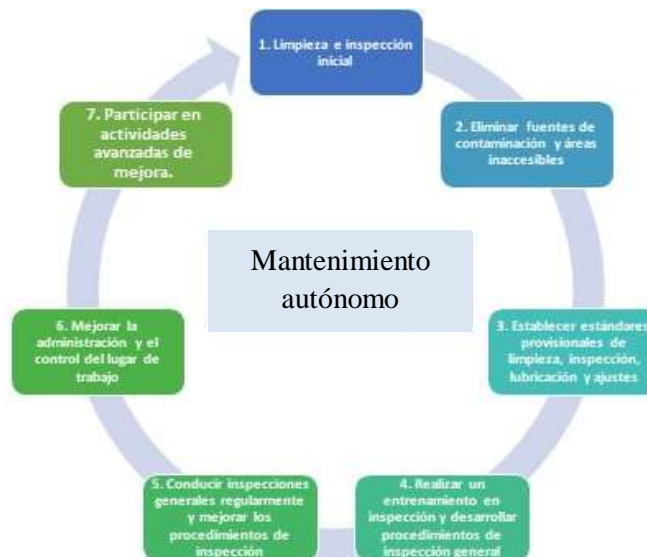 1. Limpieza e inspección
inicial
2. Eliminar fuentes de
contaminación y áreas
inaccesibles
3. Establecer estándares
provisionales de
limpieza, inspección,
lubricación y ajustes
4. Realizar un
entrenamiento en
inspección y desarrollar
procedimientos de
inspección general
5. Conducir inspecciones
generales regularmente
y mejorar los
procedimientos de
inspección
6. Mejorar la
administración y el
control del lugar de
trabajo
7. Participar en
actividades
avanzadas de
mejora.
Mantenimiento
autónomo